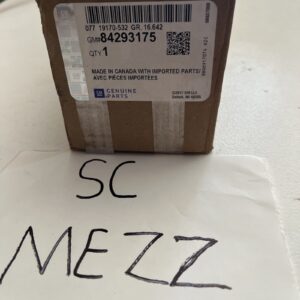 077 19170-532 GR. 16.642
GM#84293175
QTY 1
MADE IN CANADA WITH IMPORTED PARTS/
AVEC PIÈCES IMPORTÉES
GM
GENUINE
PARTS
SC
MEZZ